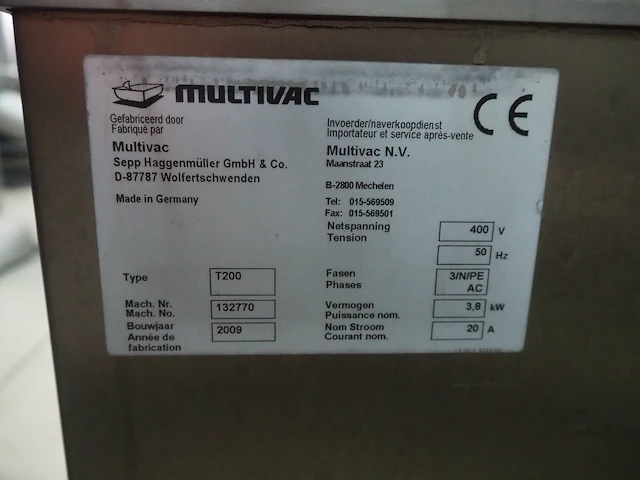 MULTIVAC
CE
Gefabriceerd door
Fabriqué par
Multivac
Sepp Haggenmüller GmbH & Co.
D-87787 Wolfertschwenden
Made in Germany
Invoerder/naverkoopdienst
Importateur et service après-vente
Multivac N.V.
Maanstraat 23
B-2800 Mechelen
Tel: 015-569509
Fax: 015-569501
Netspanning
Tension
400 V
50 Hz
Type T200
Mach. Nr.
Mach. No.
132770
Bouwjaar
Année de
fabrication
2009
Fasen
Phases
3/N/PE
AC
Vermogen
Puissance nom.
3,8 kW
Nom Stroom
Courant nom.
20 A